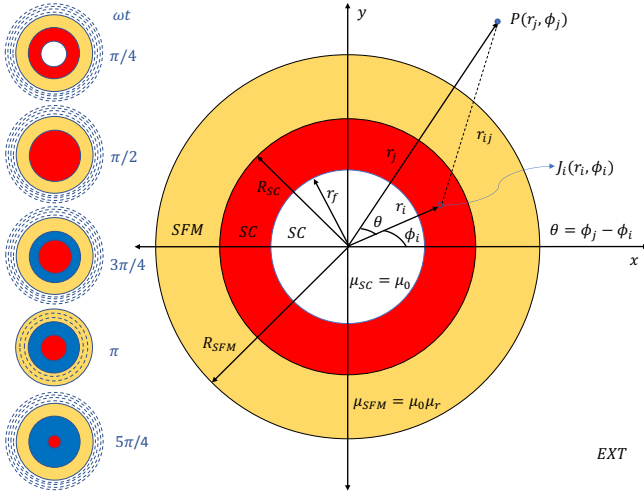 ωt
π/4
π/2
3π/4
π
5π/4
y
P(r_j, ϕ_j)
r_j
r_ij
R_SC
r_f
r_i
J_i(r_i, ϕ_i)
SFM
SC
SC
θ
ϕ_i
θ = ϕ_j − ϕ_i
x
μ_SC = μ_0
R_SFM
μ_SFM = μ_0μ_r
EXT